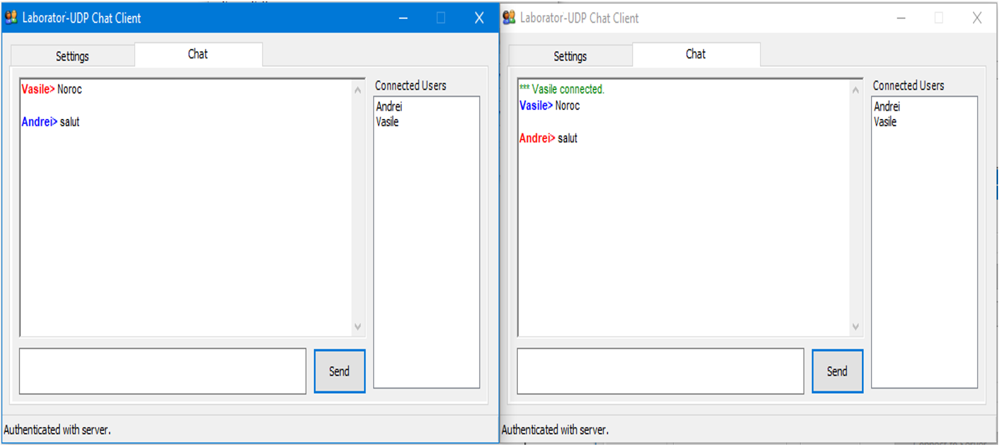 Laborator-UDP Chat Client
Settings
Chat
Vasile> Noroc
Andrei> salut
Connected Users
Andrei
Vasile
Send
Authenticated with server.
Laborator-UDP Chat Client
Settings
Chat
*** Vasile connected.
Vasile> Noroc
Andrei> salut
Connected Users
Andrei
Vasile
Send
Authenticated with server.